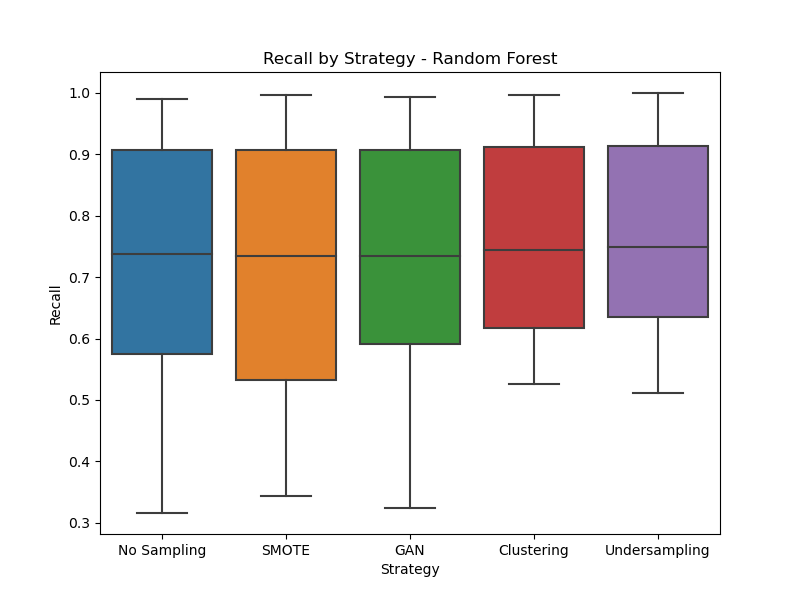 Recall by Strategy - Random Forest
1.0
0.9
0.8
0.7
0.6
0.5
0.4
0.3
Recall
No Sampling
SMOTE
GAN
Clustering
Undersampling
Strategy